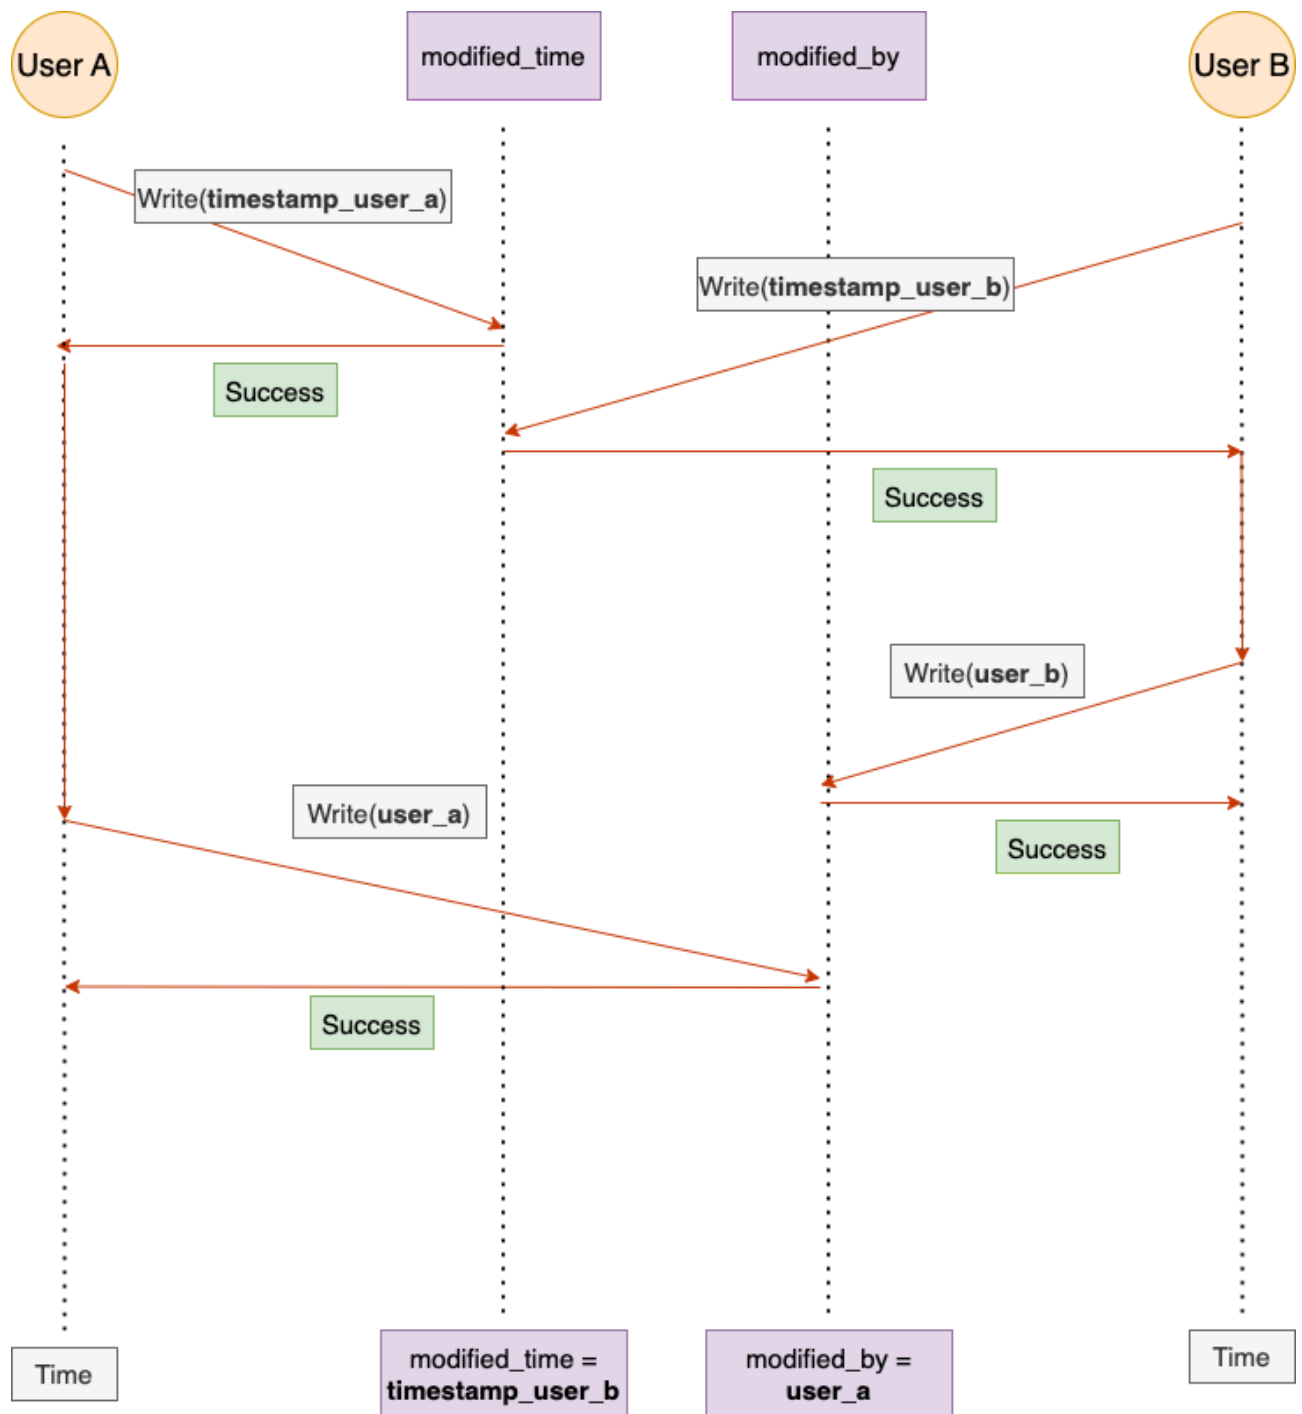 User A
modified_time
modified_by
User B
Write(timestamp_user_a)
Write(timestamp_user_b)
Success
Success
Write(user_b)
Write(user_a)
Success
Success
Time
modified_time =
timestamp_user_b
modified_by =
user_a
Time